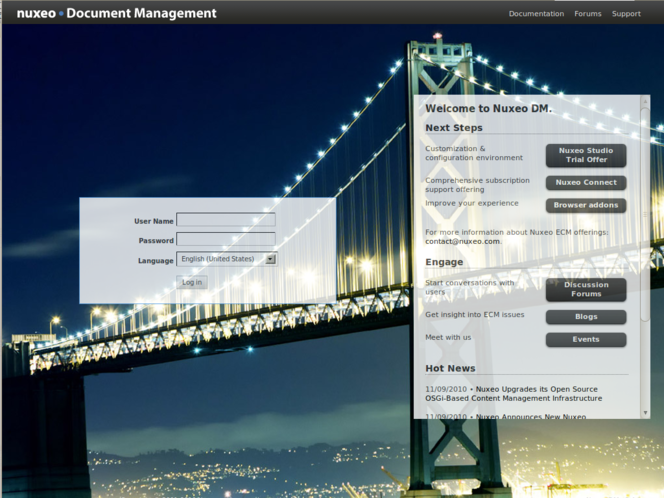 nuxeo • Document Management
Documentation Forums Support
User Name
Password
Language English (United States)
Log in
Welcome to Nuxeo DM.
Next Steps
Customization &
configuration environment
Nuxeo Studio
Trial Offer
Comprehensive subscription
support offering
Nuxeo Connect
Improve your experience
Browser addons
For more information about Nuxeo ECM offerings:
contact@nuxeo.com.
Engage
Start conversations with
users
Discussion
Forums
Get insight into ECM issues
Blogs
Meet with us
Events
Hot News
11/09/2010 • Nuxeo Upgrades its Open Source
OSGi-Based Content Management Infrastructure
11/09/2010 • Nuxeo Announces New Nuxeo